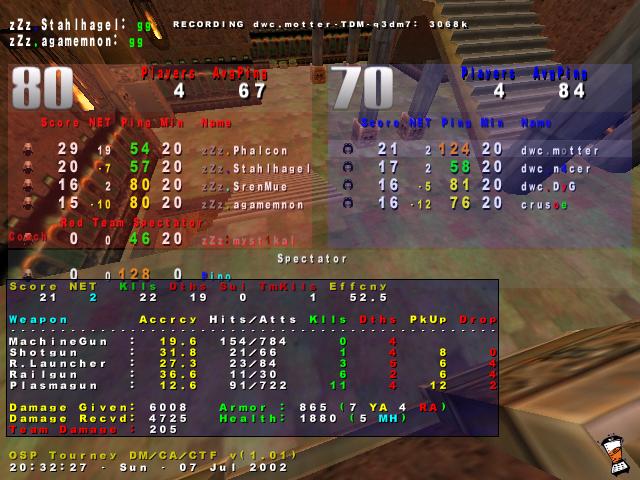 zZz.Stahlhagel: gg RECORDING dwc.motter-TDM-q3dm7: 3068k
zZz.agamemnon: gg
80 Players AvgPing
4 67
70 Players AvgPing
4 84
Score NET Ping Min Name
29 19 54 20 zZz.Phalcon
20 -7 57 20 zZz.Stahlhagel
16 2 80 20 zZz.SrenMue
15 -10 80 20 zZz.agamemnon
Red Team Spectator
Coach 0 0 46 20 zZz:myst1kal
Score NET Ping Min Name
21 2 124 20 dwc.motter
17 2 58 20 dwc n cer
16 -5 81 20 dwc.DvG
16 -12 76 20 crusoe
Spectator
0 0 128 0 Pino
Score NET Klls Dths Sui TmKlls Effcny
21 2 22 19 0 1 52.5
Weapon Accrcy Hits/Atts Klls Dths PkUp Drop
MachineGun : 19.6 154/784 0 4
Shotgun : 31.8 21/66 1 4 8 0
R.Launcher : 27.3 23/84 3 5 6 4
Railgun : 36.6 11/30 6 2 6 4
Plasmagun : 12.6 91/722 11 4 12 2
Damage Given: 6008 Armor : 865 (7 YA 4 RA)
Damage Recvd: 4725 Health: 1880 (5 MH)
Team Damage : 205
OSP Tourney DM/CA/CTF v(1.01)
20:32:27 - Sun - 07 Jul 2002